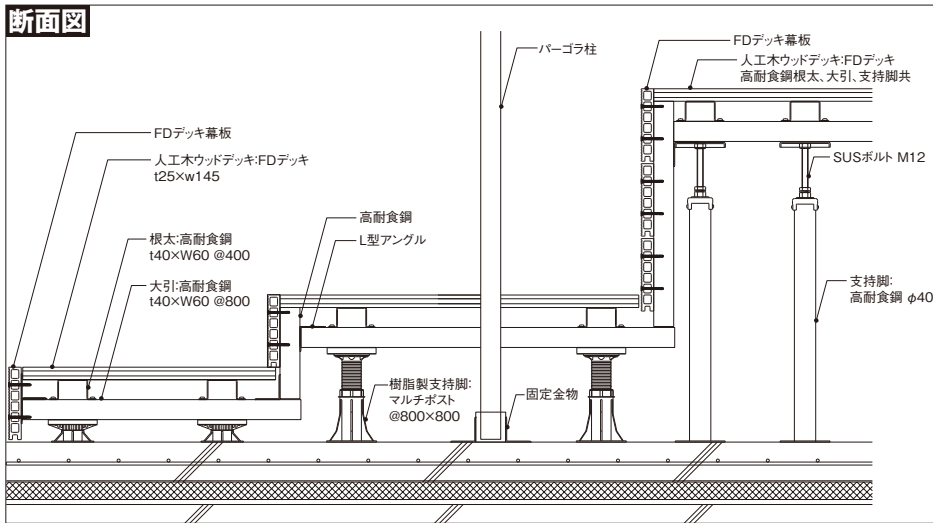 断面図
パーゴラ柱
FDデッキ幕板
人工木ウッドデッキ:FDデッキ
高耐食鋼根太、大引、支持脚共
FDデッキ幕板
人工木ウッドデッキ:FDデッキ
t25×w145
SUSボルト M12
高耐食鋼
L型アングル
根太:高耐食鋼
t40×W60 @400
大引:高耐食鋼
t40×W60 @800
支持脚:
高耐食鋼 φ40
樹脂製支持脚:
マルチポスト
@800×800
固定金物